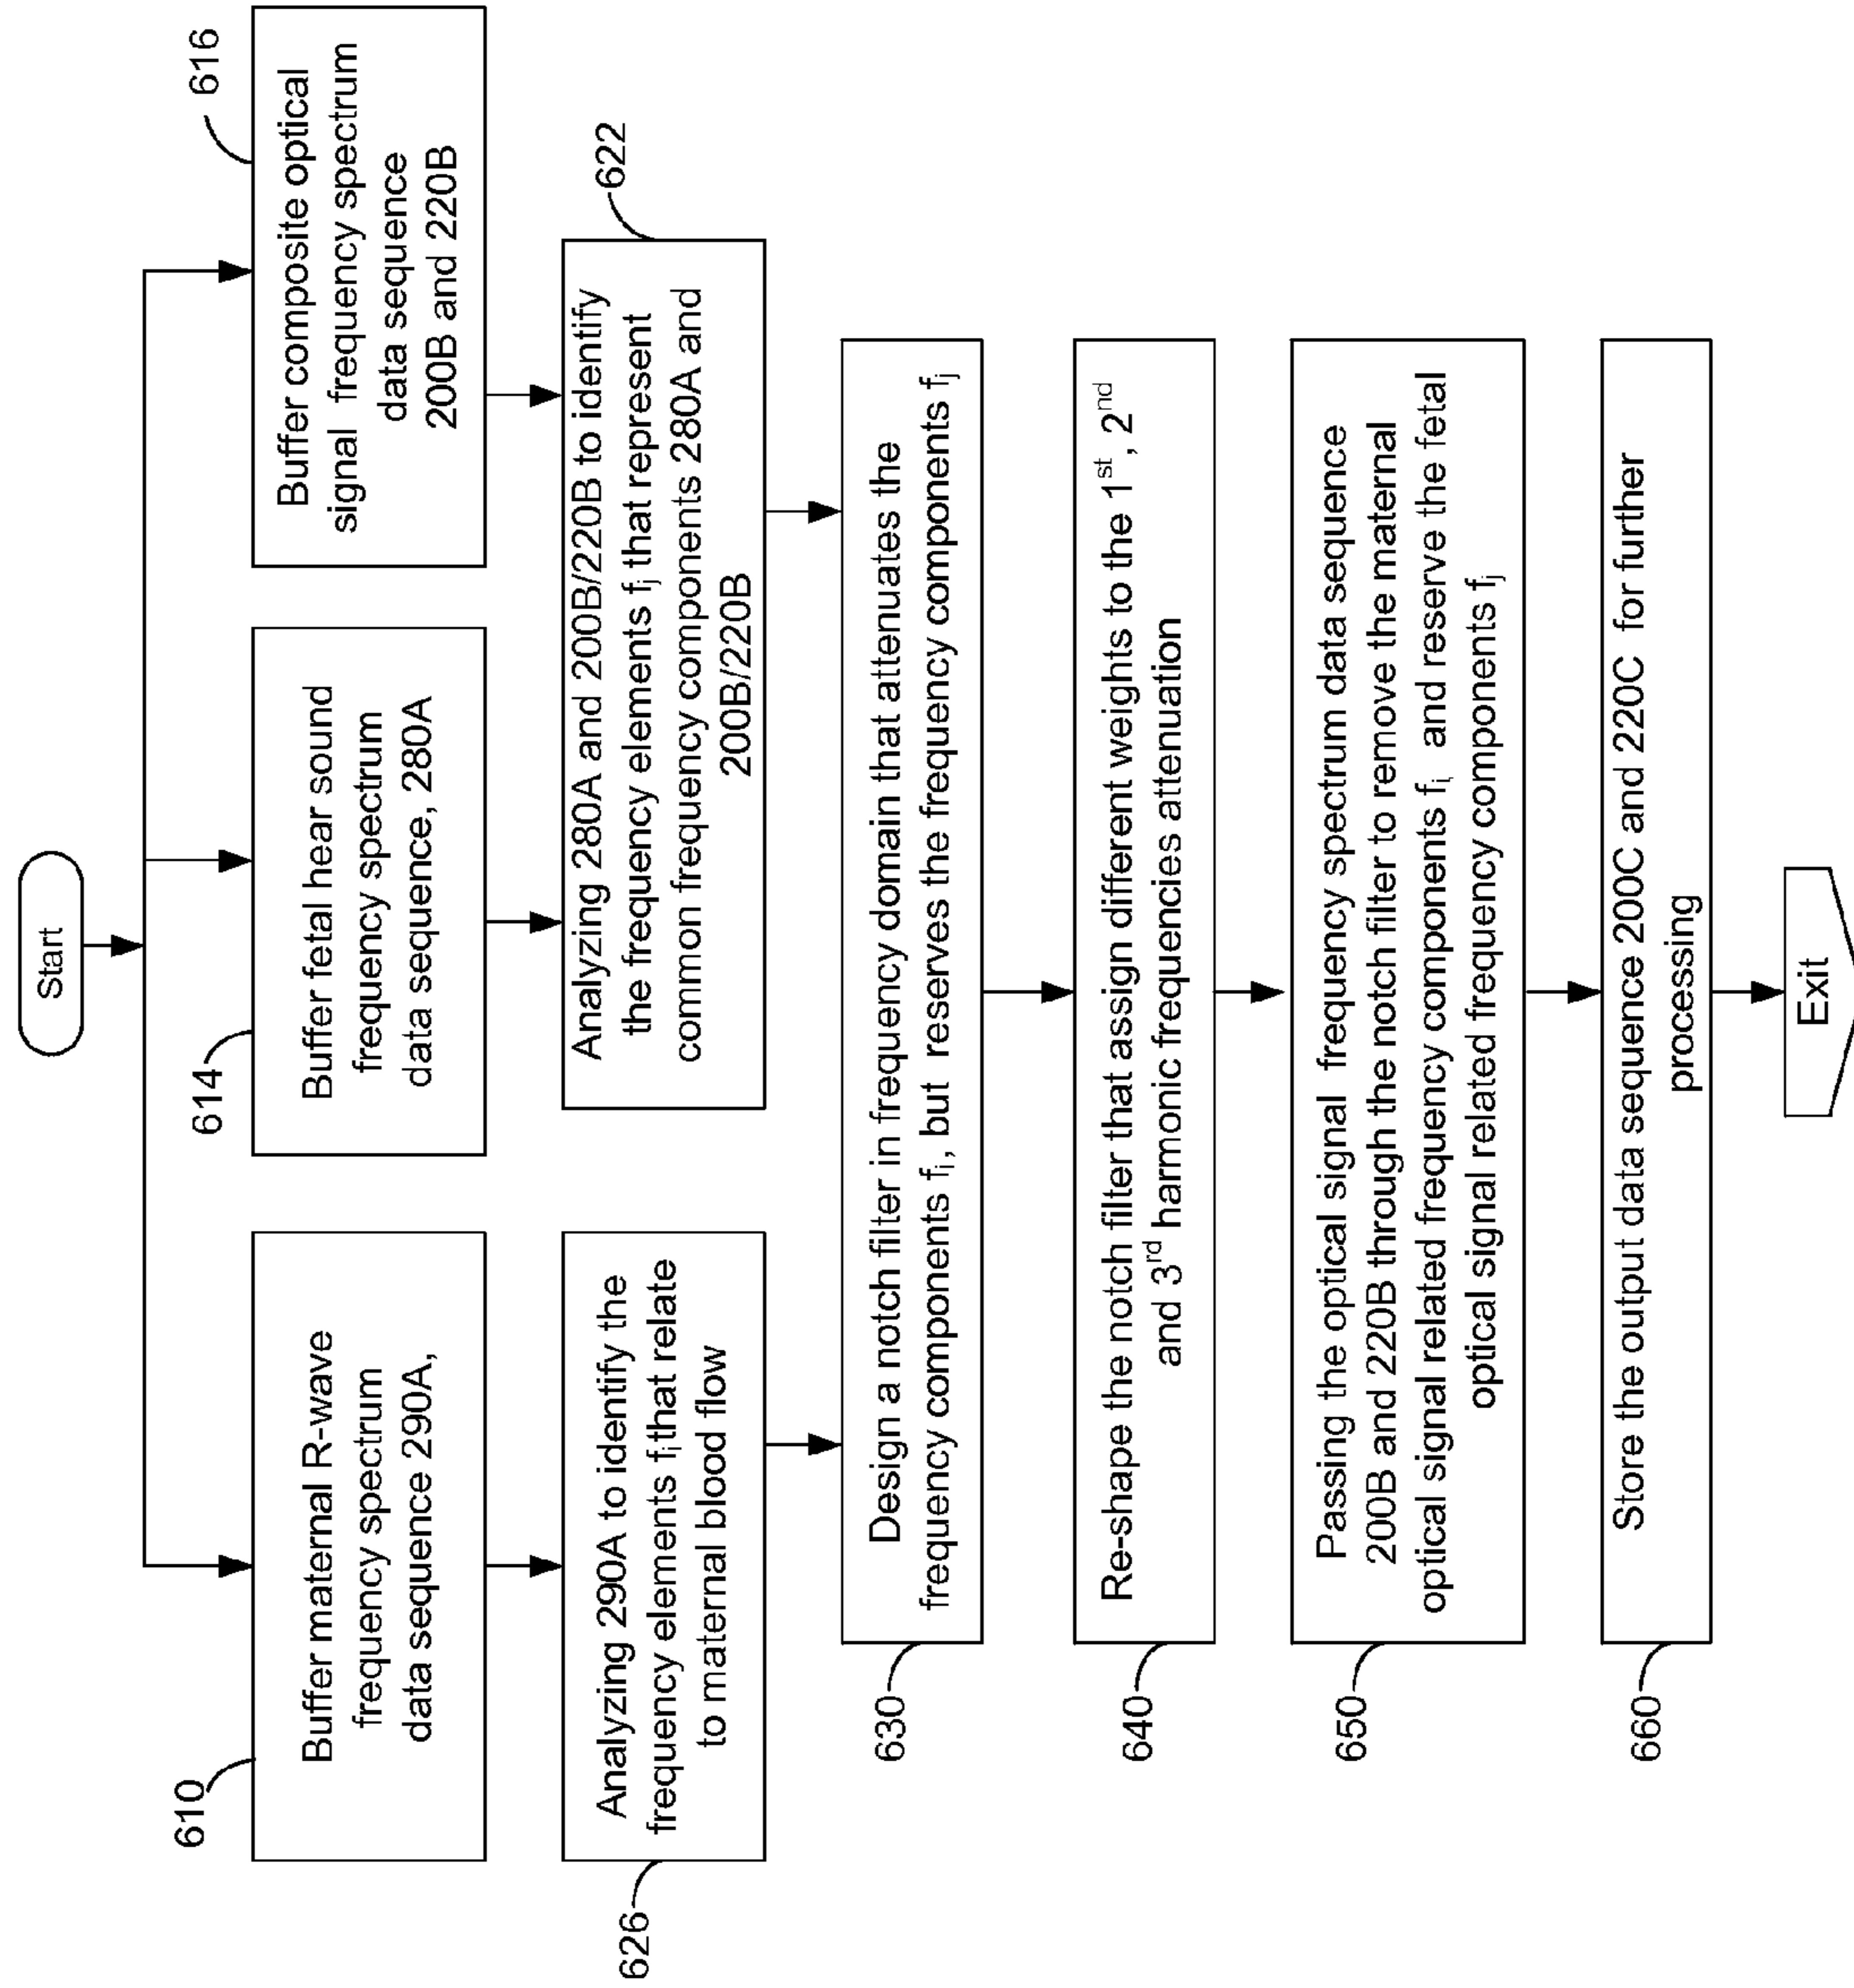 Start
610
Buffer maternal R-wave
frequency spectrum
data sequence 290A,
614
Buffer fetal hear sound
frequency spectrum
data sequence, 280A
616
Buffer composite optical
signal frequency spectrum
data sequence
200B and 220B
626
Analyzing 290A to identify the
frequency elements fᵢ that relate
to maternal blood flow
622
Analyzing 280A and 200B/220B to identify
the frequency elements fⱼ that represent
common frequency components 280A and
200B/220B
630
Design a notch filter in frequency domain that attenuates the
frequency components fᵢ, but reserves the frequency components fⱼ
640
Re-shape the notch filter that assign different weights to the 1st, 2nd
and 3rd harmonic frequencies attenuation
650
Passing the optical signal frequency spectrum data sequence
200B and 220B through the notch filter to remove the maternal
optical signal related frequency components fᵢ, and reserve the fetal
optical signal related frequency components fⱼ
660
Store the output data sequence 200C and 220C for further
processing
Exit